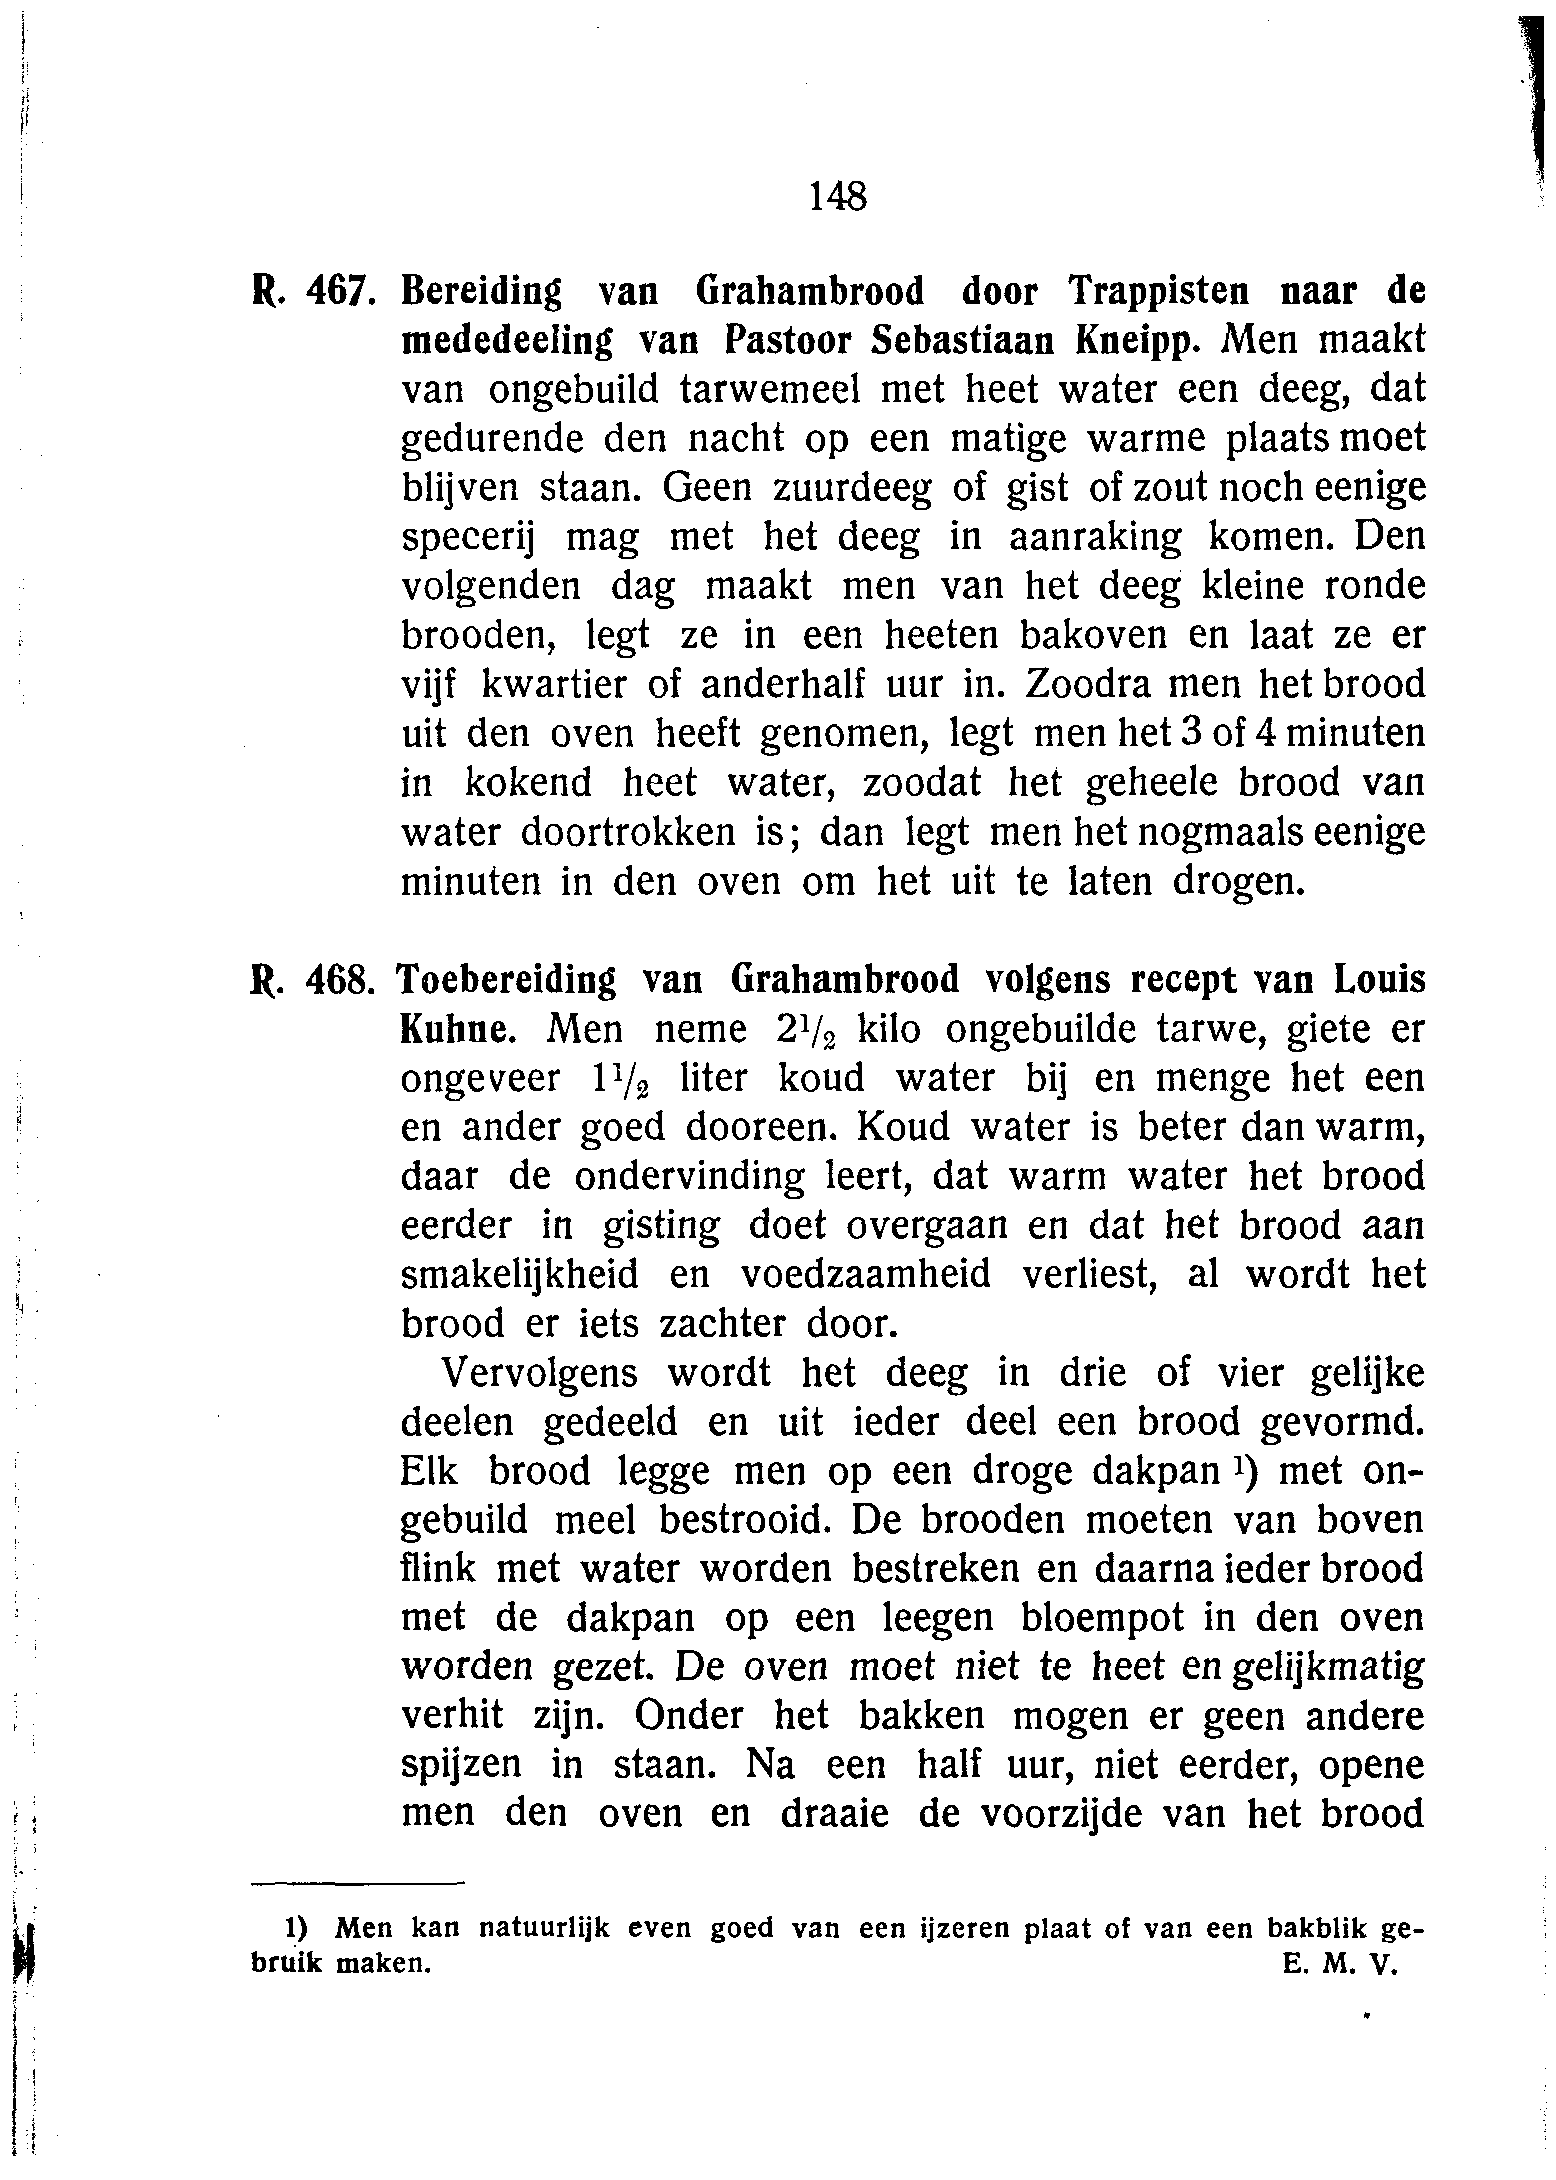 148
R. 467. Bereiding van Grahambrood door Trappisten naar de
mededeeling van Pastoor Sebastiaan Kneipp. Men maakt
van ongebuild tarwemeel met heet water een deeg, dat
gedurende den nacht op een matige warme plaats moet
blijven staan. Geen zuurdeeg of gist of zout noch eenige
specerij mag met het deeg in aanraking komen. Den
volgenden dag maakt men van het deeg kleine ronde
brooden, legt ze in een heeten bakoven en laat ze er
vijf kwartier of anderhalf uur in. Zoodra men het brood
uit den oven heeft genomen, legt men het 3 of 4 minuten
in kokend heet water, zoodat het geheele brood van
water doortrokken is; dan legt men het nogmaals eenige
minuten in den oven om het uit te laten drogen.
R. 468. Toebereiding van Grahambrood volgens recept van Louis
Kuhne. Men neme 2¹/₂ kilo ongebuilde tarwe, giete er
ongeveer 1¹/₂ liter koud water bij en menge het een
en ander goed dooreen. Koud water is beter dan warm,
daar de ondervinding leert, dat warm water het brood
eerder in gisting doet overgaan en dat het brood aan
smakelijkheid en voedzaamheid verliest, al wordt het
brood er iets zachter door.
Vervolgens wordt het deeg in drie of vier gelijke
deelen gedeeld en uit ieder deel een brood gevormd.
Elk brood legge men op een droge dakpan ¹) met on-
gebuild meel bestrooid. De brooden moeten van boven
flink met water worden bestreken en daarna ieder brood
met de dakpan op een leegen bloempot in den oven
worden gezet. De oven moet niet te heet en gelijkmatig
verhit zijn. Onder het bakken mogen er geen andere
spijzen in staan. Na een half uur, niet eerder, opene
men den oven en draaie de voorzijde van het brood
1) Men kan natuurlijk even goed van een ijzeren plaat of van een bakblik ge-
bruik maken. E. M. V.